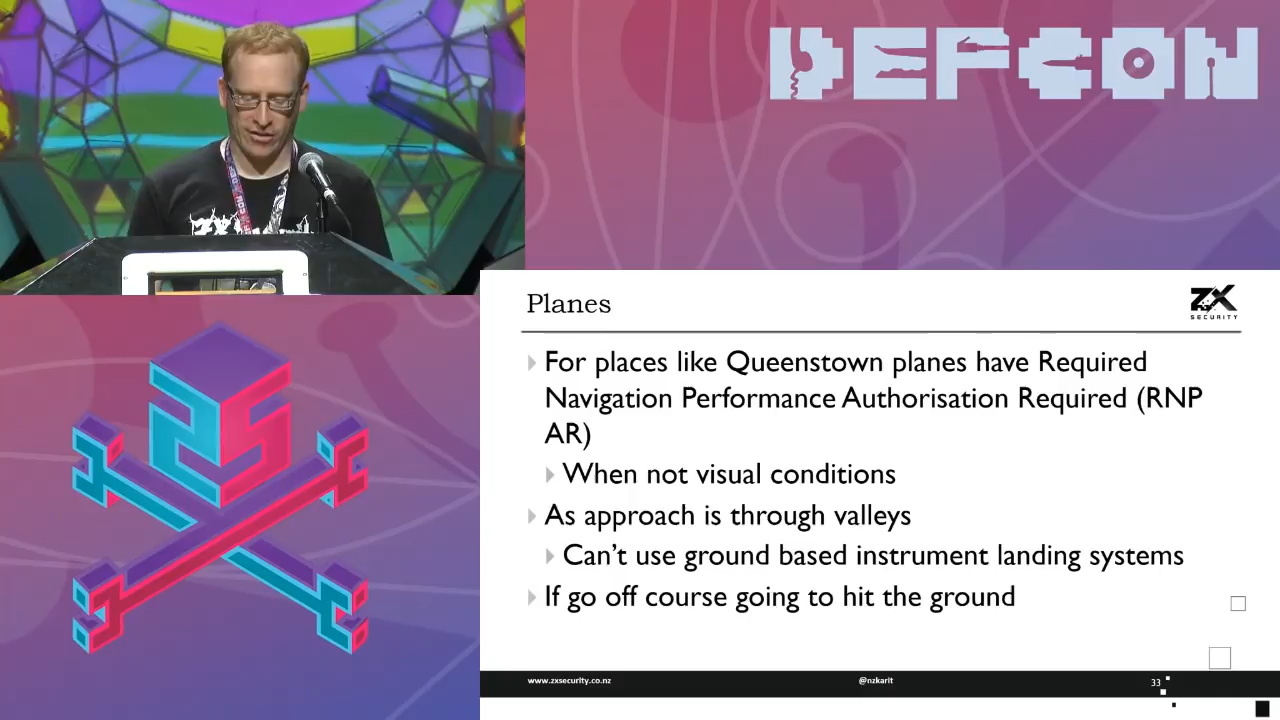 DEFCON
Planes
ZX
SECURITY
For places like Queenstown planes have Required
Navigation Performance Authorisation Required (RNP
AR)
When not visual conditions
As approach is through valleys
Can't use ground based instrument landing systems
If go off course going to hit the ground
www.zxsecurity.co.nz
@nzkarit
33